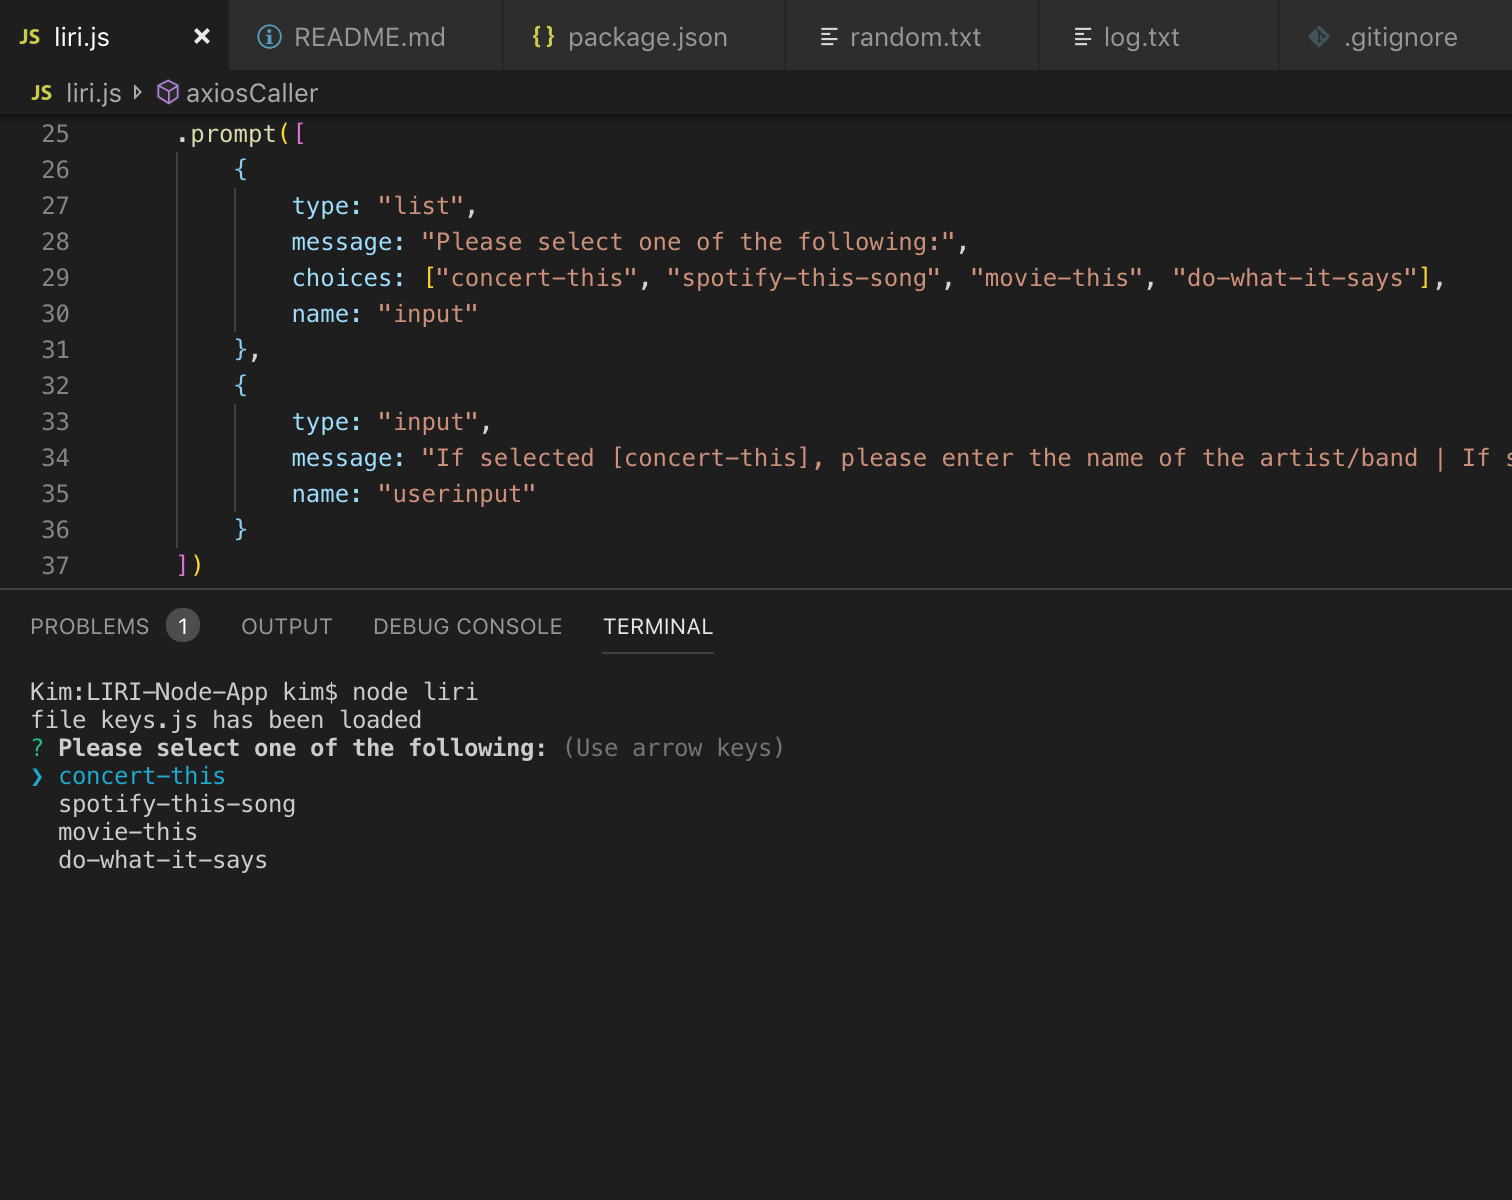 JS liri.js × README.md {} package.json random.txt log.txt .gitignore
JS liri.js axiosCaller
25 .prompt([
26 {
27 type: "list",
28 message: "Please select one of the following:",
29 choices: ["concert-this", "spotify-this-song", "movie-this", "do-what-it-says"],
30 name: "input"
31 },
32 {
33 type: "input",
34 message: "If selected [concert-this], please enter the name of the artist/band | If
35 name: "userinput"
36 }
37 ])
PROBLEMS 1 OUTPUT DEBUG CONSOLE TERMINAL
Kim:LIRI-Node-App kim$ node liri
file keys.js has been loaded
? Please select one of the following: (Use arrow keys)
❯ concert-this
spotify-this-song
movie-this
do-what-it-says